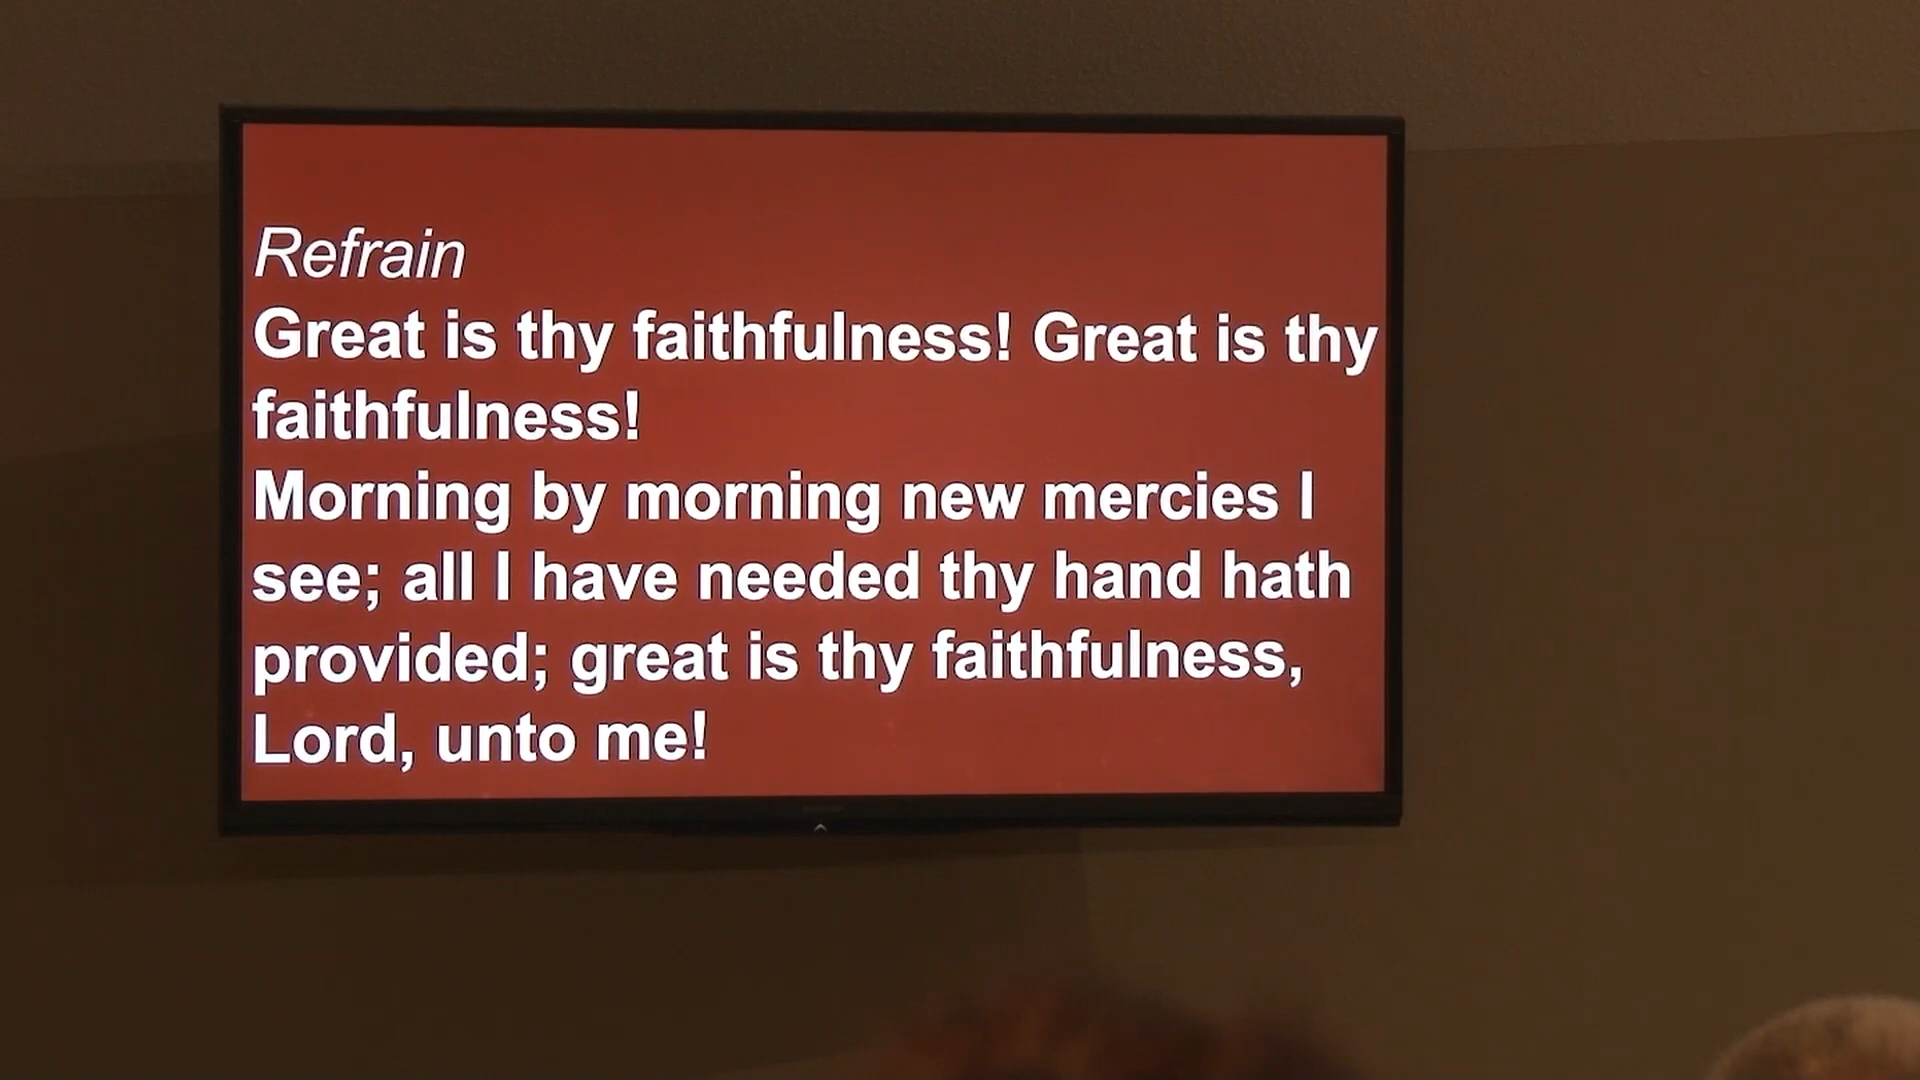 Refrain
Great is thy faithfulness! Great is thy
faithfulness!
Morning by morning new mercies I
see; all I have needed thy hand hath
provided; great is thy faithfulness,
Lord, unto me!